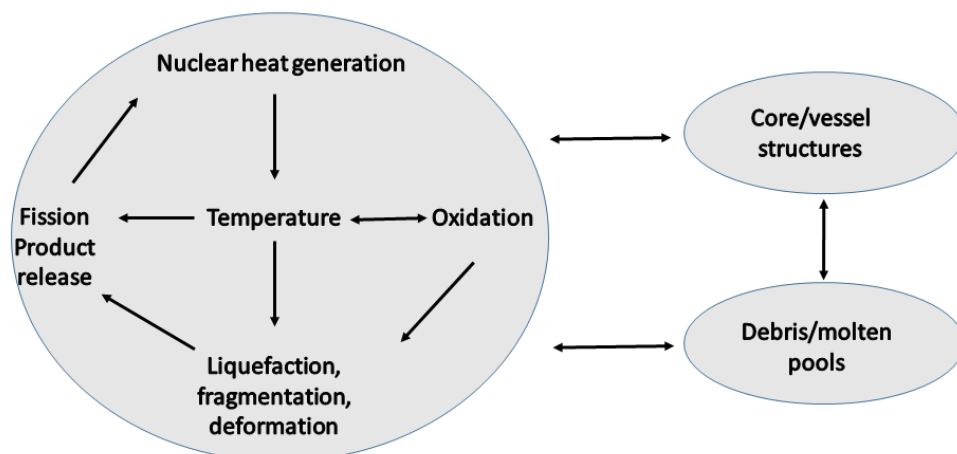 Nuclear heat generation
Core/vessel
structures
Fission
Product
release
Temperature
Oxidation
Liquefaction,
fragmentation,
deformation
Debris/molten
pools